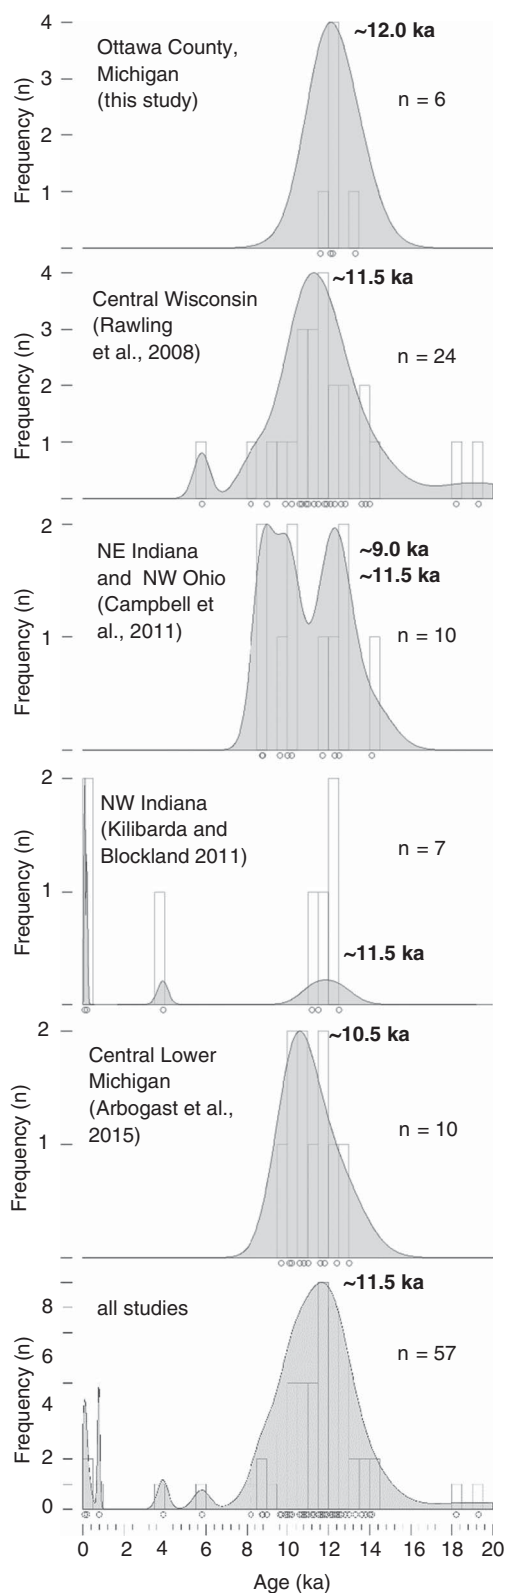 4
~12.0 ka
Ottawa County,
Michigan
(this study)
3
n = 6
2
1
Frequency (n)
4
~11.5 ka
Central Wisconsin
(Rawling
et al., 2008)
3
n = 24
2
1
Frequency (n)
2
NE Indiana
and NW Ohio
(Campbell et
al., 2011)
~9.0 ka
~11.5 ka
n = 10
1
Frequency (n)
2
NW Indiana
(Kilibarda and
Blockland 2011)
n = 7
1
~11.5 ka
Frequency (n)
2
~10.5 ka
Central Lower
Michigan
(Arbogast et al.,
2015)
n = 10
1
Frequency (n)
~11.5 ka
8
all studies
n = 57
6
4
2
0
Frequency (n)
0 2 4 6 8 10 12 14 16 18 20
Age (ka)